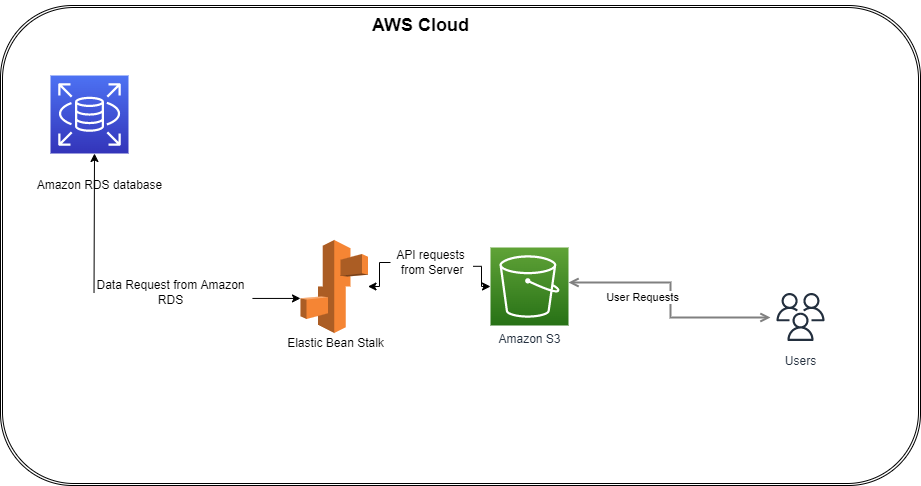 AWS Cloud
Amazon RDS database
Data Request from Amazon
RDS
Elastic Bean Stalk
API requests
from Server
Amazon S3
User Requests
Users